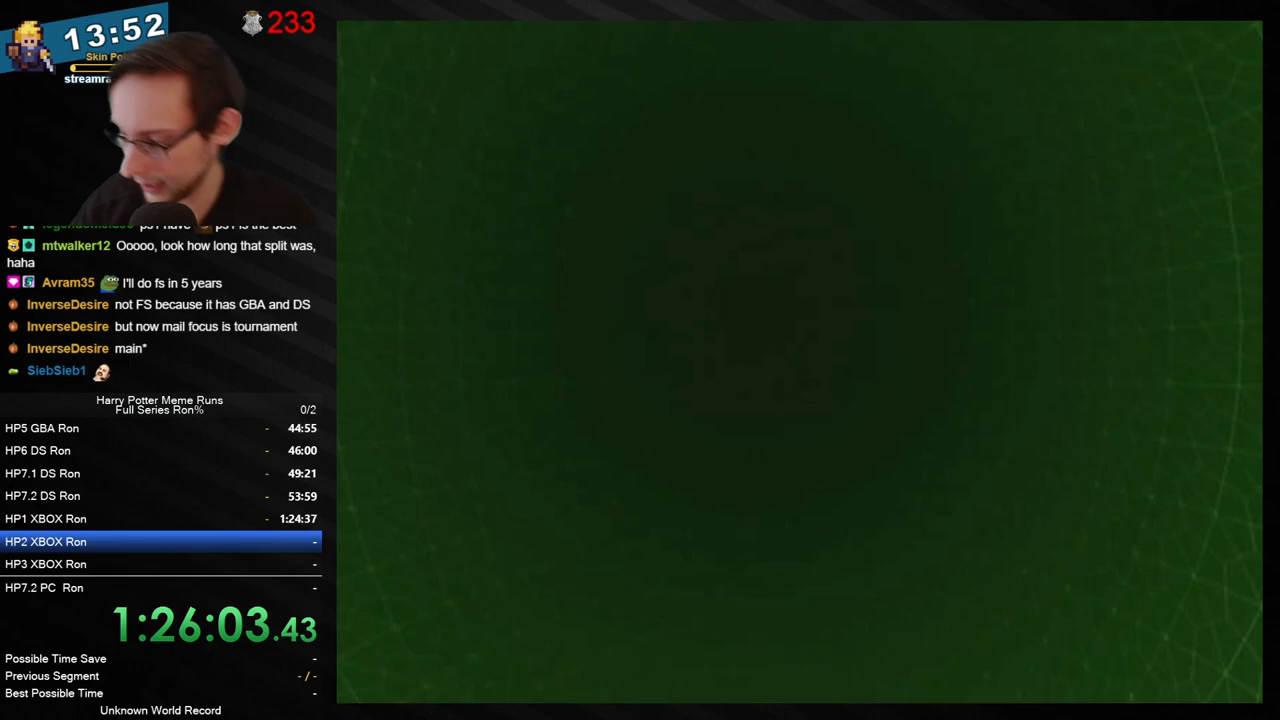 13:52
233
Skin Po
streamra
mtwalker12 Ooooo, look how long that split was,
haha
Avram35 I'll do fs in 5 years
InverseDesire not FS because it has GBA and DS
InverseDesire but now mail focus is tournament
InverseDesire main*
SiebSieb1
Harry Potter Meme Runs
Full Series Ron% 0/2
HP5 GBA Ron - 44:55
HP6 DS Ron - 46:00
HP7.1 DS Ron - 49:21
HP7.2 DS Ron - 53:59
HP1 XBOX Ron - 1:24:37
HP2 XBOX Ron -
HP3 XBOX Ron -
HP7.2 PC Ron -
1:26:03.43
Possible Time Save -
Previous Segment - / -
Best Possible Time -
Unknown World Record